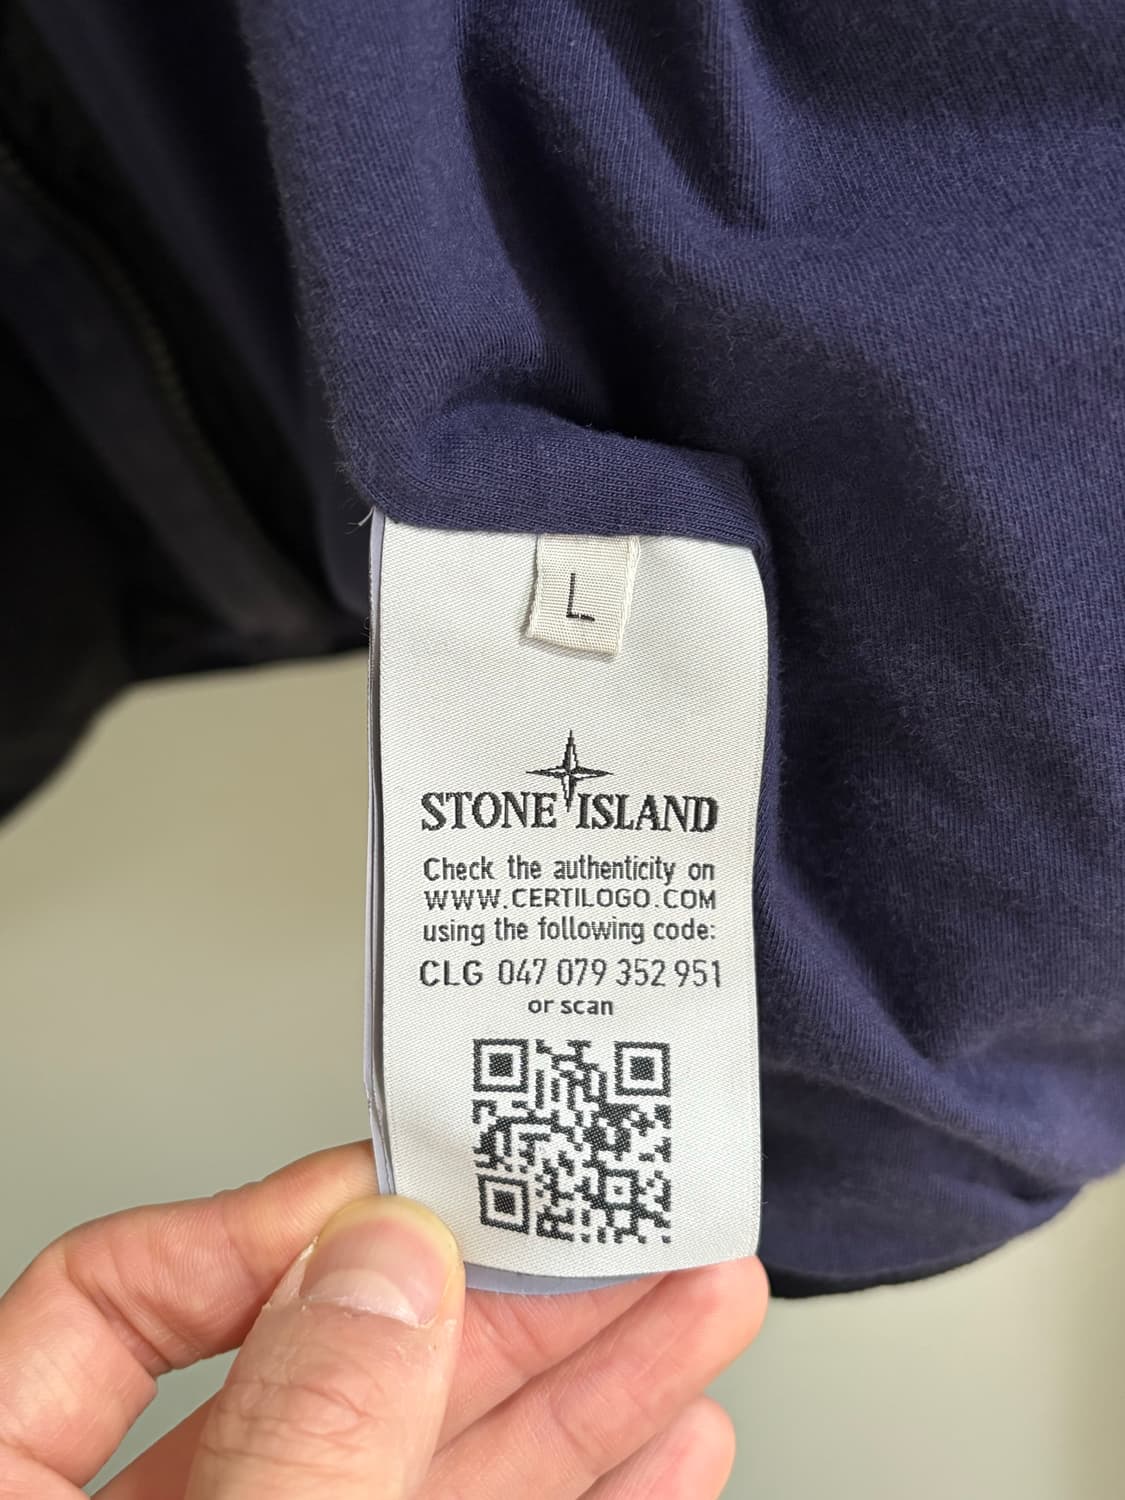 L
STONE ISLAND
Check the authenticity on
WWW.CERTILOGO.COM
using the following code:
CLG 047 079 352 951
or scan